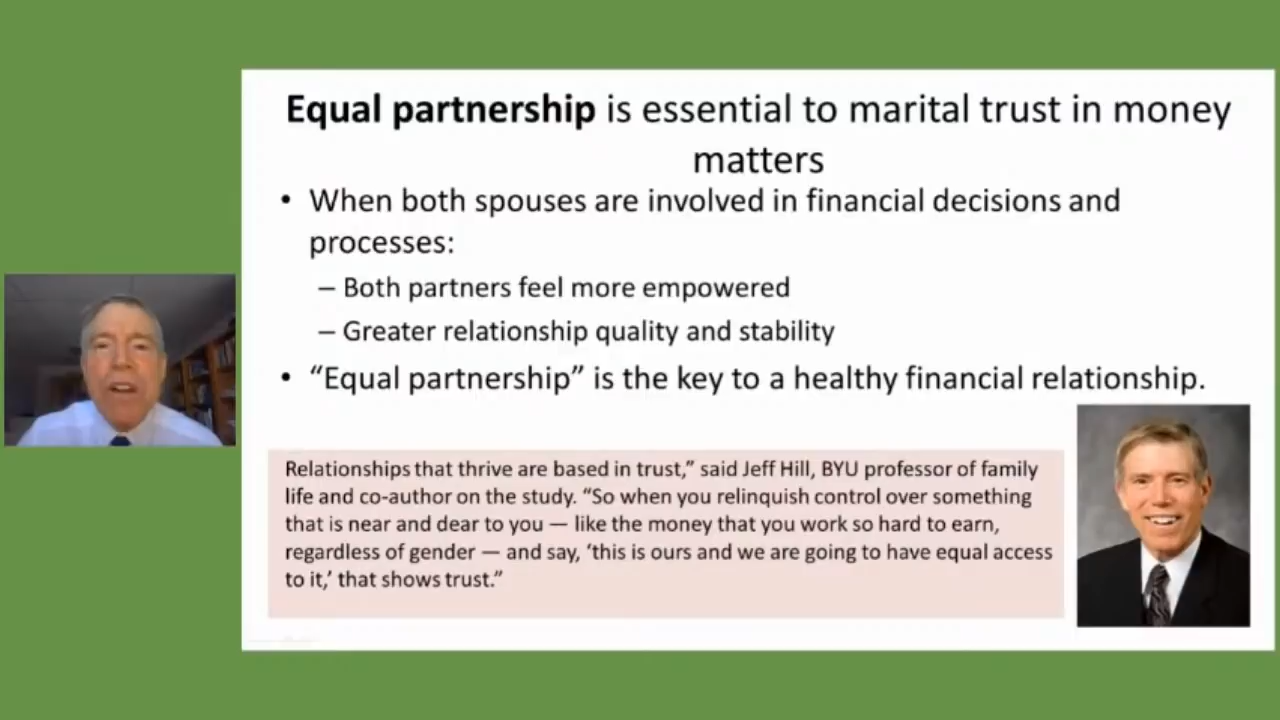 Equal partnership is essential to marital trust in money
matters
• When both spouses are involved in financial decisions and
processes:
– Both partners feel more empowered
– Greater relationship quality and stability
• “Equal partnership” is the key to a healthy financial relationship.
Relationships that thrive are based in trust,” said Jeff Hill, BYU professor of family
life and co-author on the study. “So when you relinquish control over something
that is near and dear to you — like the money that you work so hard to earn,
regardless of gender — and say, ‘this is ours and we are going to have equal access
to it,’ that shows trust.”